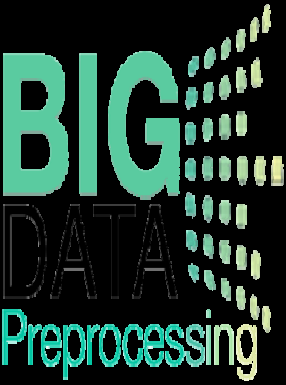 BIG
DATA
Preprocessing